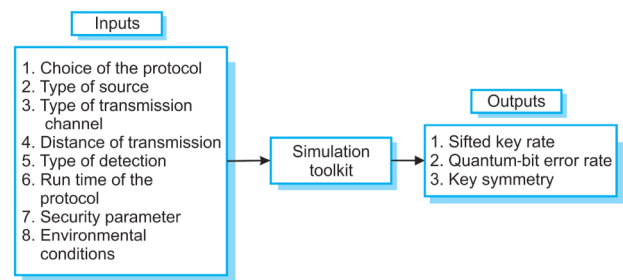 Inputs
1. Choice of the protocol
2. Type of source
3. Type of transmission
channel
4. Distance of transmission
5. Type of detection
6. Run time of the
protocol
7. Security parameter
8. Environmental
conditions
Simulation
toolkit
Outputs
1. Sifted key rate
2. Quantum-bit error rate
3. Key symmetry